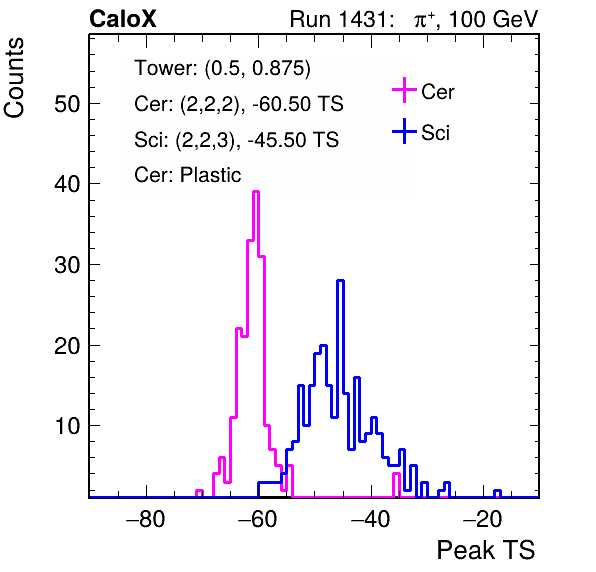 CaloX Run 1431: π⁺, 100 GeV
Counts
Tower: (0.5, 0.875)
Cer: (2,2,2), -60.50 TS
Sci: (2,2,3), -45.50 TS
Cer: Plastic
Cer
Sci
50
40
30
20
10
−80 −60 −40 −20
Peak TS